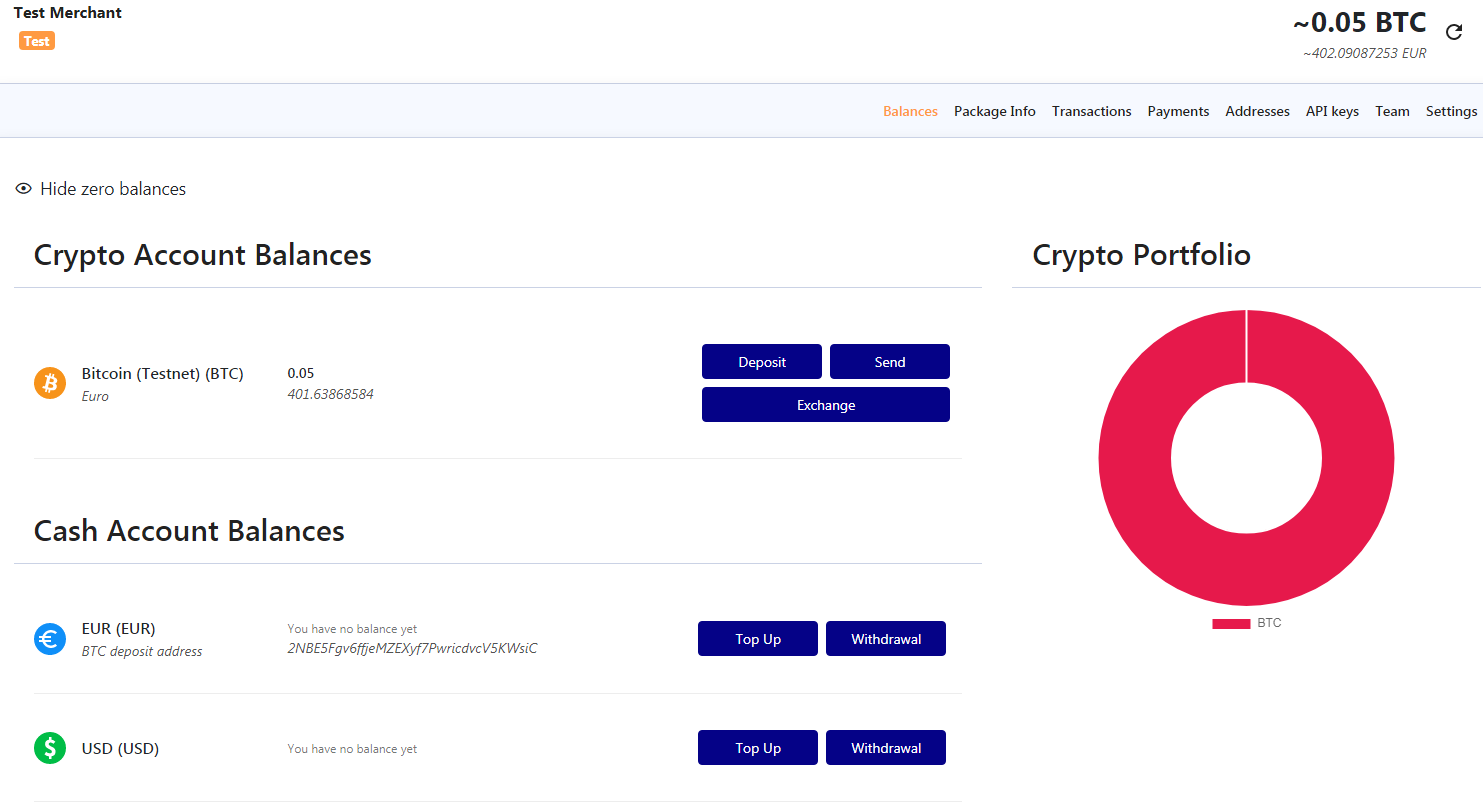 Test Merchant
Test
~0.05 BTC
~402.09087253 EUR
Balances Package Info Transactions Payments Addresses API keys Team Settings
Hide zero balances
Crypto Account Balances
Bitcoin (Testnet) (BTC) 0.05
Euro 401.63868584
Deposit Send
Exchange
Cash Account Balances
EUR (EUR) You have no balance yet
BTC deposit address 2NBE5Fgv6ffjeMZEXyf7PwricdvcV5KWsiC
Top Up Withdrawal
USD (USD) You have no balance yet
Top Up Withdrawal
Crypto Portfolio
BTC